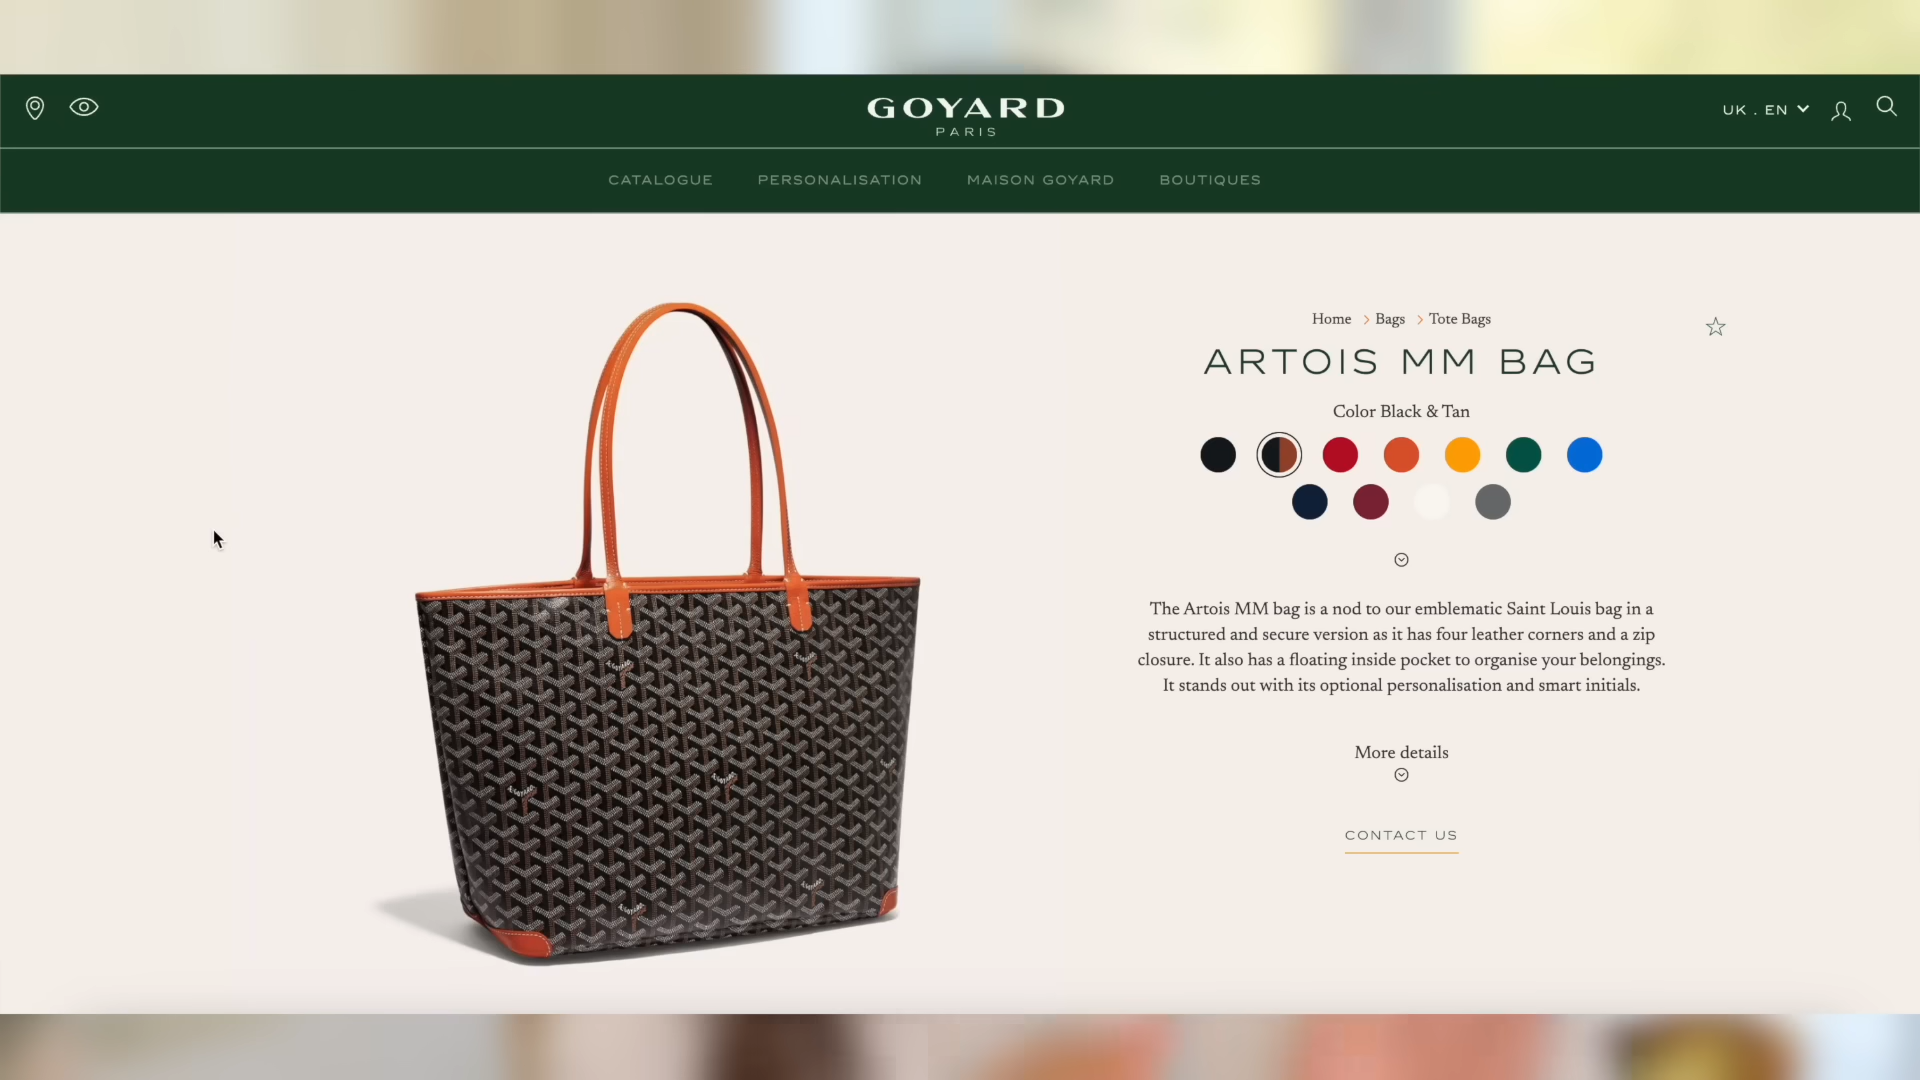 GOYARD
PARIS
UK . EN
CATALOGUE
PERSONALISATION
MAISON GOYARD
BOUTIQUES
Home > Bags > Tote Bags
ARTOIS MM BAG
Color Black & Tan
The Artois MM bag is a nod to our emblematic Saint Louis bag in a
structured and secure version as it has four leather corners and a zip
closure. It also has a floating inside pocket to organise your belongings.
It stands out with its optional personalisation and smart initials.
More details
CONTACT US